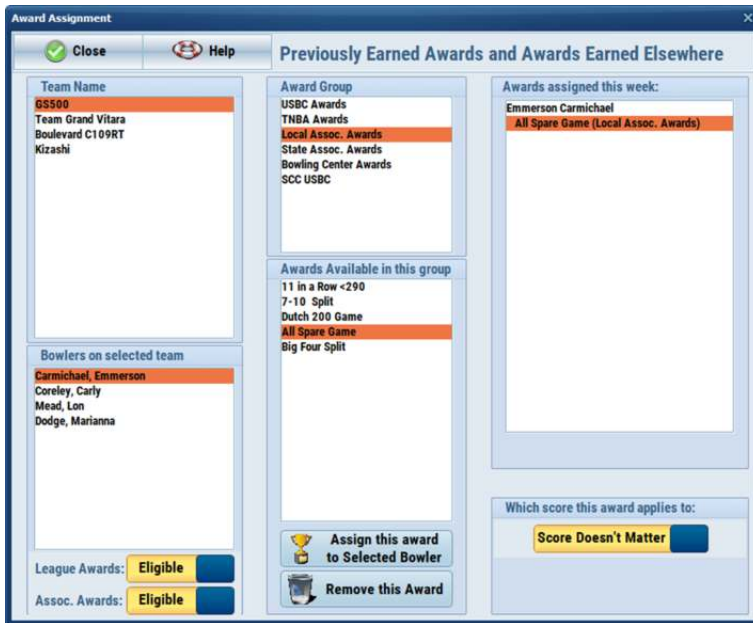 Award Assignment
Close
Help
Previously Earned Awards and Awards Earned Elsewhere
Team Name
GS500
Team Grand Vitara
Boulevard C109RT
Kizashi
Bowlers on selected team
Carmichael, Emmerson
Coreley, Carly
Mead, Lon
Dodge, Marianna
League Awards: Eligible
Assoc. Awards: Eligible
Award Group
USBC Awards
TNBA Awards
Local Assoc. Awards
State Assoc. Awards
Bowling Center Awards
SCC USBC
Awards Available in this group
11 in a Row <290
7-10 Split
Dutch 200 Game
All Spare Game
Big Four Split
Assign this award
to Selected Bowler
Remove this Award
Awards assigned this week:
Emmerson Carmichael
All Spare Game (Local Assoc. Awards)
Which score this award applies to:
Score Doesn't Matter